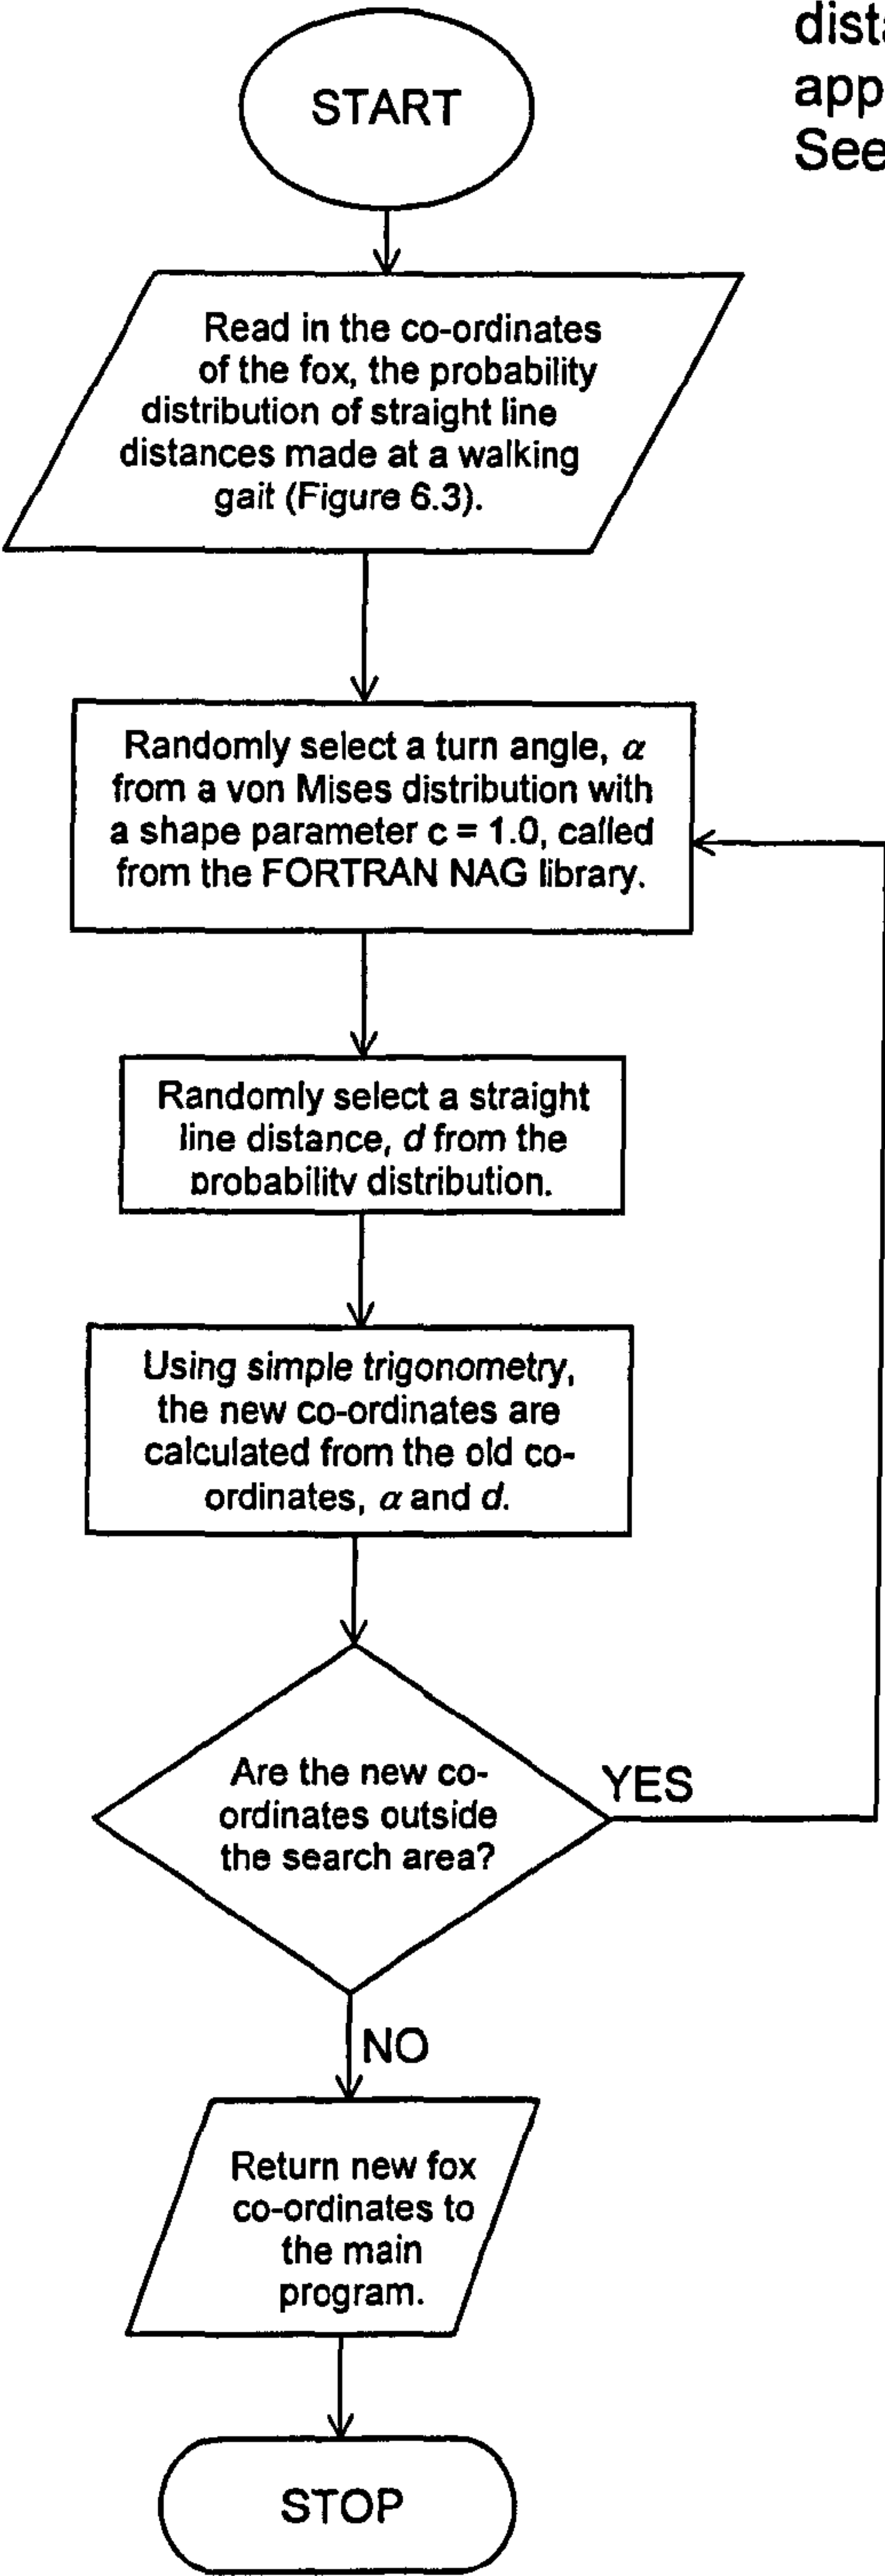 START
Read in the co-ordinates
of the fox, the probability
distribution of straight line
distances made at a walking
gait (Figure 6.3).
Randomly select a turn angle, α
from a von Mises distribution with
a shape parameter c = 1.0, called
from the FORTRAN NAG library.
Randomly select a straight
line distance, d from the
probability distribution.
Using simple trigonometry,
the new co-ordinates are
calculated from the old co-
ordinates, α and d.
Are the new co-
ordinates outside
the search area?
YES
NO
Return new fox
co-ordinates to
the main
program.
STOP
See